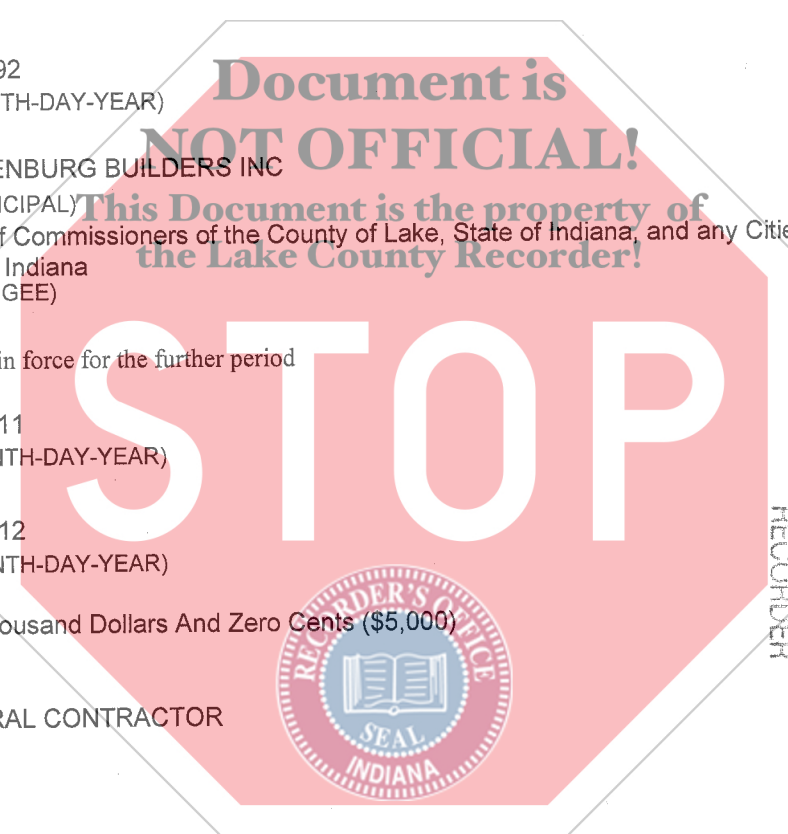 92
TH-DAY-YEAR)
Document is
NOT OFFICIAL!
ENBURG BUILDERS INC
CIPAL)
This Document is the property of
f Commissioners of the County of Lake, State of Indiana, and any Citie
the Lake County Recorder!
Indiana
GEE)
in force for the further period
STOP
11
NTH-DAY-YEAR)
12
NTH-DAY-YEAR)
RECORDER
ousand Dollars And Zero Cents ($5,000)
RECORDER'S OFFICE
SEAL
INDIANA
RAL CONTRACTOR